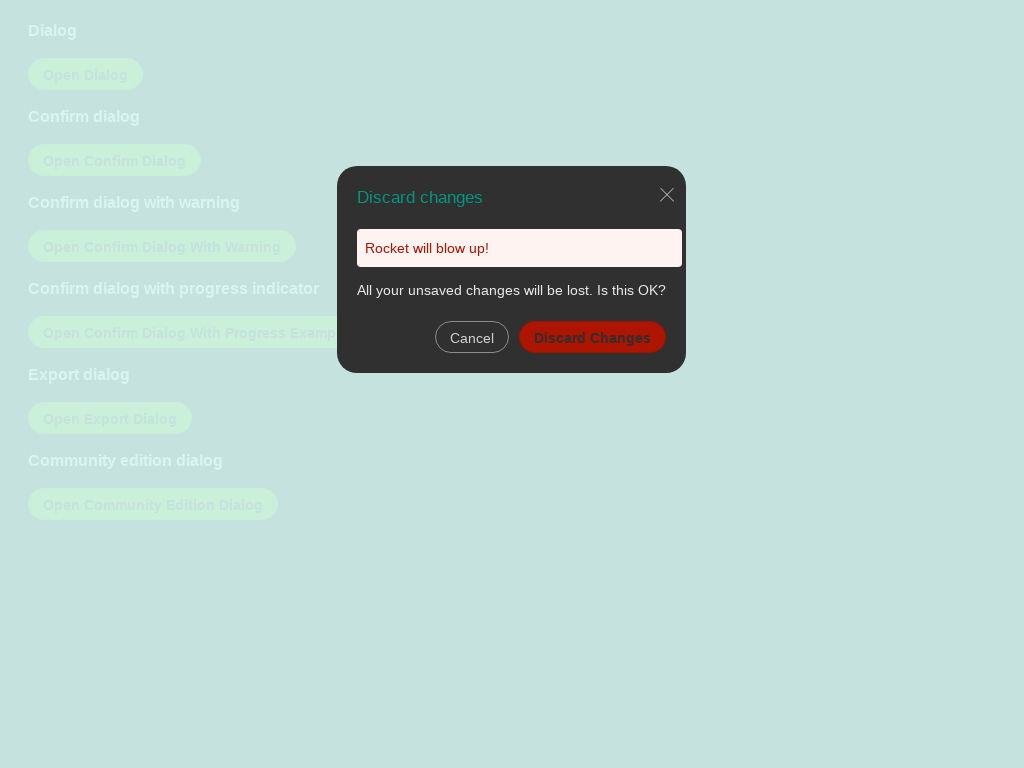 Dialog
Open Dialog
Confirm dialog
Open Confirm Dialog
Confirm dialog with warning
Open Confirm Dialog With Warning
Confirm dialog with progress indicator
Open Confirm Dialog With Progress
Export dialog
Open Export Dialog
Community edition dialog
Open Community Edition Dialog
Discard changes
Rocket will blow up!
All your unsaved changes will be lost. Is this OK?
Cancel
Discard Changes